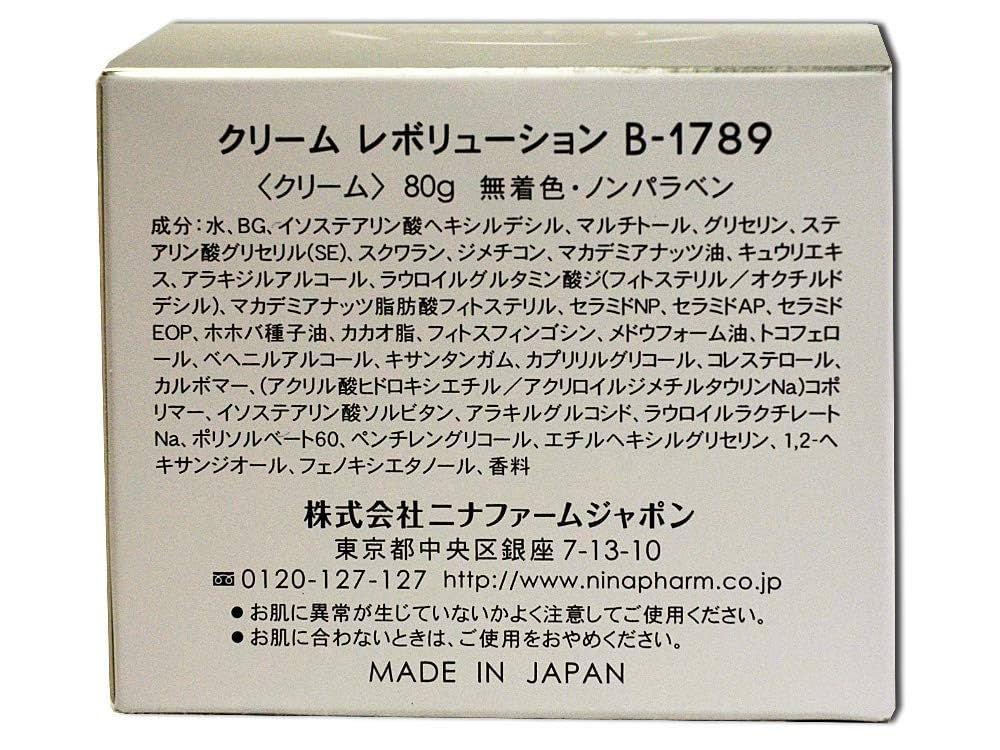 クリーム レボリューション B-1789
〈クリーム〉 80g 無着色・ノンパラベン
成分：水、BG、イソステアリン酸ヘキシルデシル、マルチトール、グリセリン、ステ
アリン酸グリセリル(SE)、スクワラン、ジメチコン、マカデミアナッツ油、キュウリエキ
ス、アラキジルアルコール、ラウロイルグルタミン酸ジ(フィトステリル／オクチルド
デシル)、マカデミアナッツ脂肪酸フィトステリル、セラミドNP、セラミドAP、セラミド
EOP、ホホバ種子油、カカオ脂、フィトスフィンゴシン、メドウフォーム油、トコフェロ
ール、ベヘニルアルコール、キサンタンガム、カプリリルグリコール、コレステロール、
カルボマー、(アクリル酸ヒドロキシエチル／アクリロイルジメチルタウリンNa)コポ
リマー、イソステアリン酸ソルビタン、アラキルグルコシド、ラウロイルラクチレート
Na、ポリソルベート60、ペンチレングリコール、エチルヘキシルグリセリン、1,2-ヘ
キサンジオール、フェノキシエタノール、香料
株式会社ニナファームジャポン
東京都中央区銀座 7-13-10
0120-127-127 http://www.ninapharm.co.jp
●お肌に異常が生じていないかよく注意してご使用ください。
●お肌に合わないときは、ご使用をおやめください。
MADE IN JAPAN